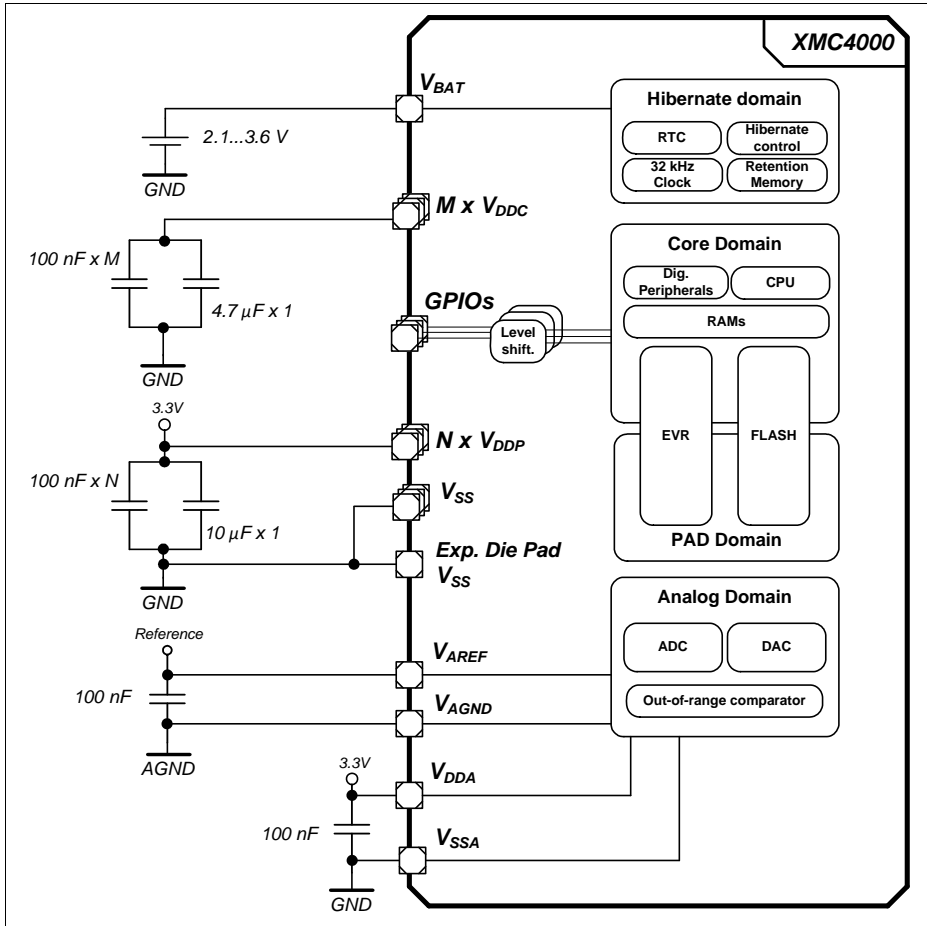 XMC4000
VBAT
2.1...3.6 V
GND
Hibernate domain
RTC
Hibernate
control
32 kHz
Clock
Retention
Memory
M x VDDC
100 nF x M
4.7 µF x 1
GND
Core Domain
Dig.
Peripherals
CPU
RAMs
GPIOs
Level
shift.
EVR
FLASH
PAD Domain
3.3V
N x VDDP
100 nF x N
10 µF x 1
VSS
Exp. Die Pad
VSS
GND
Analog Domain
ADC
DAC
Out-of-range comparator
Reference
VAREF
100 nF
VAGND
AGND
3.3V
VDDA
100 nF
VSSA
GND